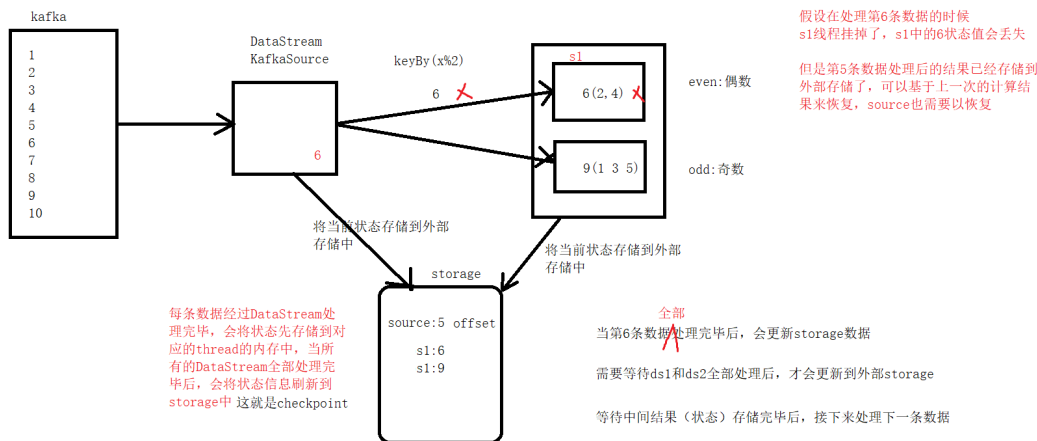 kafka
1
2
3
4
5
6
7
8
9
10
DataStream
KafkaSource
6
keyBy(x%2)
6
s1
6(2,4)
9(1 3 5)
even:偶数
odd:奇数
假设在处理第6条数据的时候
s1线程挂掉了，s1中的6状态值会丢失
但是第5条数据处理后的结果已经存储到
外部存储了，可以基于上一次的计算结
果来恢复，source也需要以恢复
将当前状态存储到外部
存储中
将当前状态存储到外部
存储中
storage
source:5 offset
s1:6
s1:9
每条数据经过DataStream处
理完毕，会将状态先存储到对
应的thread的内存中，当所
有的DataStream全部处理完
毕后，会将状态信息刷新到
storage中 这就是checkpoint
全部
当第6条数据处理完毕后，会更新storage数据
需要等待ds1和ds2全部处理后，才会更新到外部storage
等待中间结果（状态）存储完毕后，接下来处理下一条数据